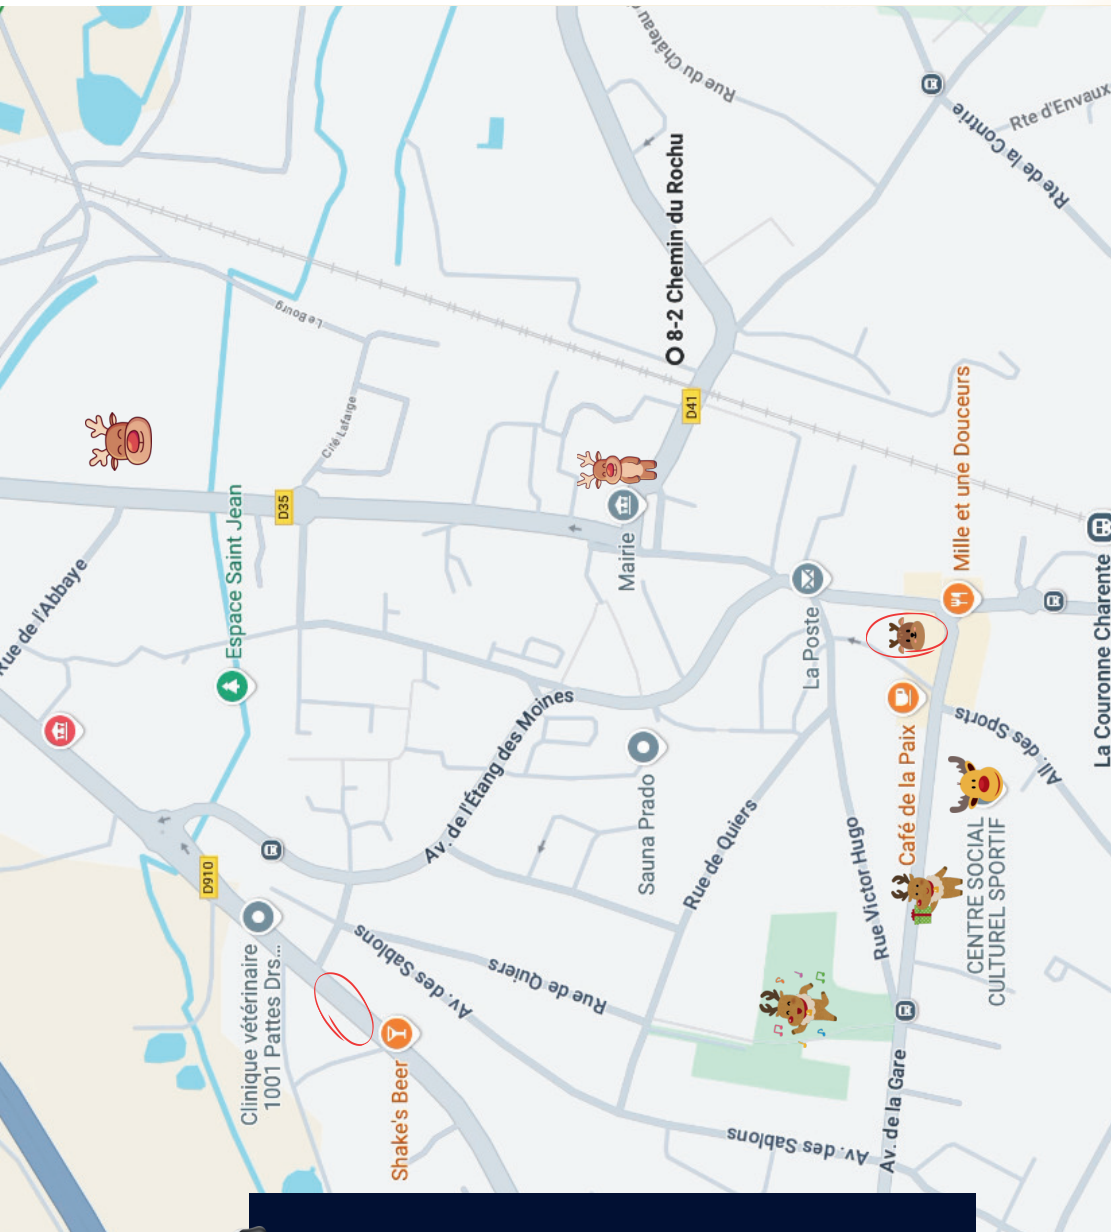 Rue du Château d
Rte d'Envaux
Rte de la Contrie
8-2 Chemin du Rochu
Le Bourg
Cité Lafarge
D41
D35
Mairie
Mille et une Douceurs
La Couronne Charente
Rue de l'Abbaye
Espace Saint Jean
La Poste
Av. de l'Étang des Moines
Café de la Paix
All. des Sports
Sauna Prado
CENTRE SOCIAL
CULTUREL SPORTIF
Rue de Quiers
Rue Victor Hugo
D910
Clinique vétérinaire
1001 Pattes Drs...
Av. des Sablons
Rue de Quiers
Shake's Beer
Av. des Sablons
Av. de la Gare